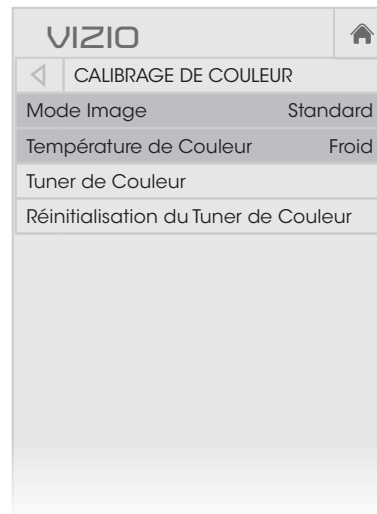 VIZIO
CALIBRAGE DE COULEUR
Mode Image Standard
Température de Couleur Froid
Tuner de Couleur
Réinitialisation du Tuner de Couleur